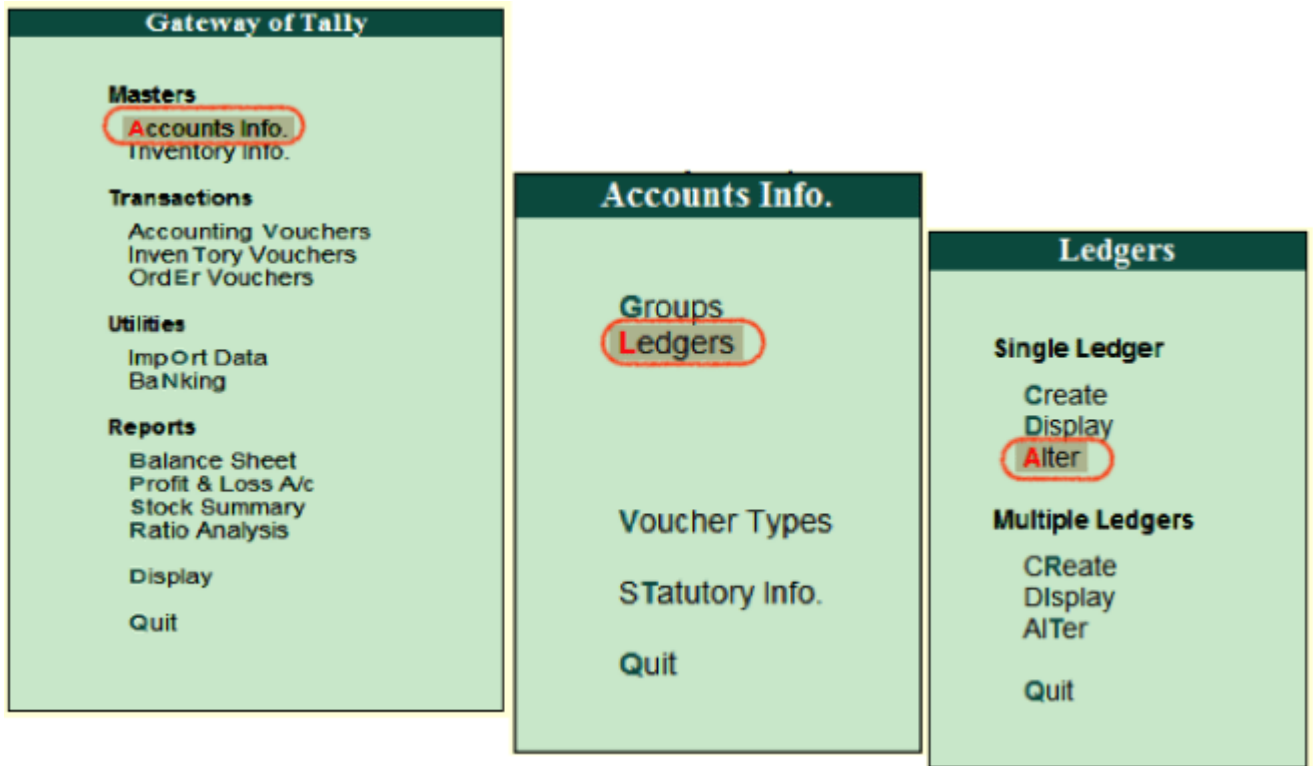 Gateway of Tally
Masters
Accounts Info.
Inventory Info.
Transactions
Accounting Vouchers
InvenTory Vouchers
OrdEr Vouchers
Utilities
ImpOrt Data
BaNking
Reports
Balance Sheet
Profit & Loss A/c
Stock Summary
Ratio Analysis
Display
Quit
Accounts Info.
Groups
Ledgers
Voucher Types
STatutory Info.
Quit
Ledgers
Single Ledger
Create
Display
Alter
Multiple Ledgers
CReate
DIsplay
AlTer
Quit